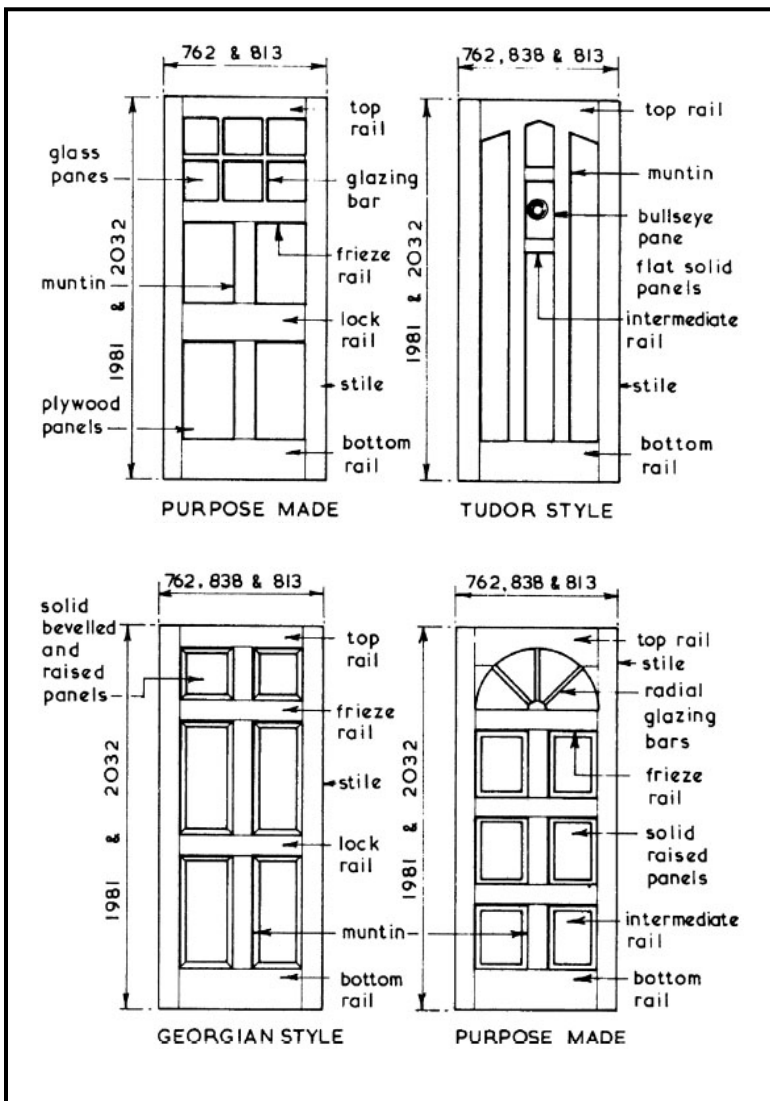 762 & 813
top
rail
glass
panes
glazing
bar
frieze
rail
muntin
lock
rail
stile
plywood
panels
bottom
rail
1981 & 2032
PURPOSE MADE
762, 838 & 813
top rail
muntin
bullseye
pane
flat solid
panels
intermediate
rail
stile
bottom
rail
1981 & 2032
TUDOR STYLE
762, 838 & 813
solid
bevelled
and
raised
panels
top
rail
frieze
rail
stile
lock
rail
muntin
bottom
rail
1981 & 2032
GEORGIAN STYLE
762, 838 & 813
top rail
stile
radial
glazing
bars
frieze
rail
solid
raised
panels
intermediate
rail
bottom
rail
1981 & 2032
PURPOSE MADE